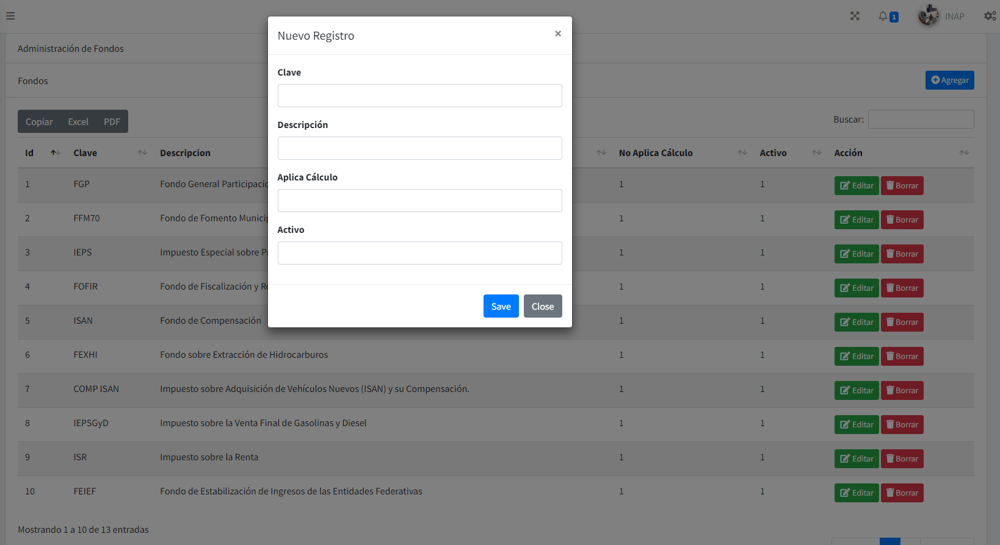 1 INAP
Nuevo Registro ×
Administración de Fondos
Fondos Agregar
Clave
Descripción
Aplica Cálculo
Activo
Save Close
Copiar Excel PDF Buscar:
Id Clave Descripcion No Aplica Cálculo Activo Acción
1 FGP Fondo General 1 1 Editar Borrar
2 FFM70 Fondo de Fomento 1 1 Editar Borrar
3 IEPS Impuesto Especial sobre 1 1 Editar Borrar
4 FOFIR Fondo de Fiscalización y 1 1 Editar Borrar
5 ISAN Fondo de Compensación 1 1 Editar Borrar
6 FEXHI Fondo sobre Extracción de Hidrocarburos 1 1 Editar Borrar
7 COMP ISAN Impuesto sobre Adquisición de Vehículos Nuevos (ISAN) y su Compensación. 1 1 Editar Borrar
8 IEPSGyD Impuesto sobre la Venta Final de Gasolinas y Diesel 1 1 Editar Borrar
9 ISR Impuesto sobre la Renta 1 1 Editar Borrar
10 FEIEF Fondo de Estabilización de Ingresos de las Entidades Federativas 1 1 Editar Borrar
Mostrando 1 a 10 de 13 entradas